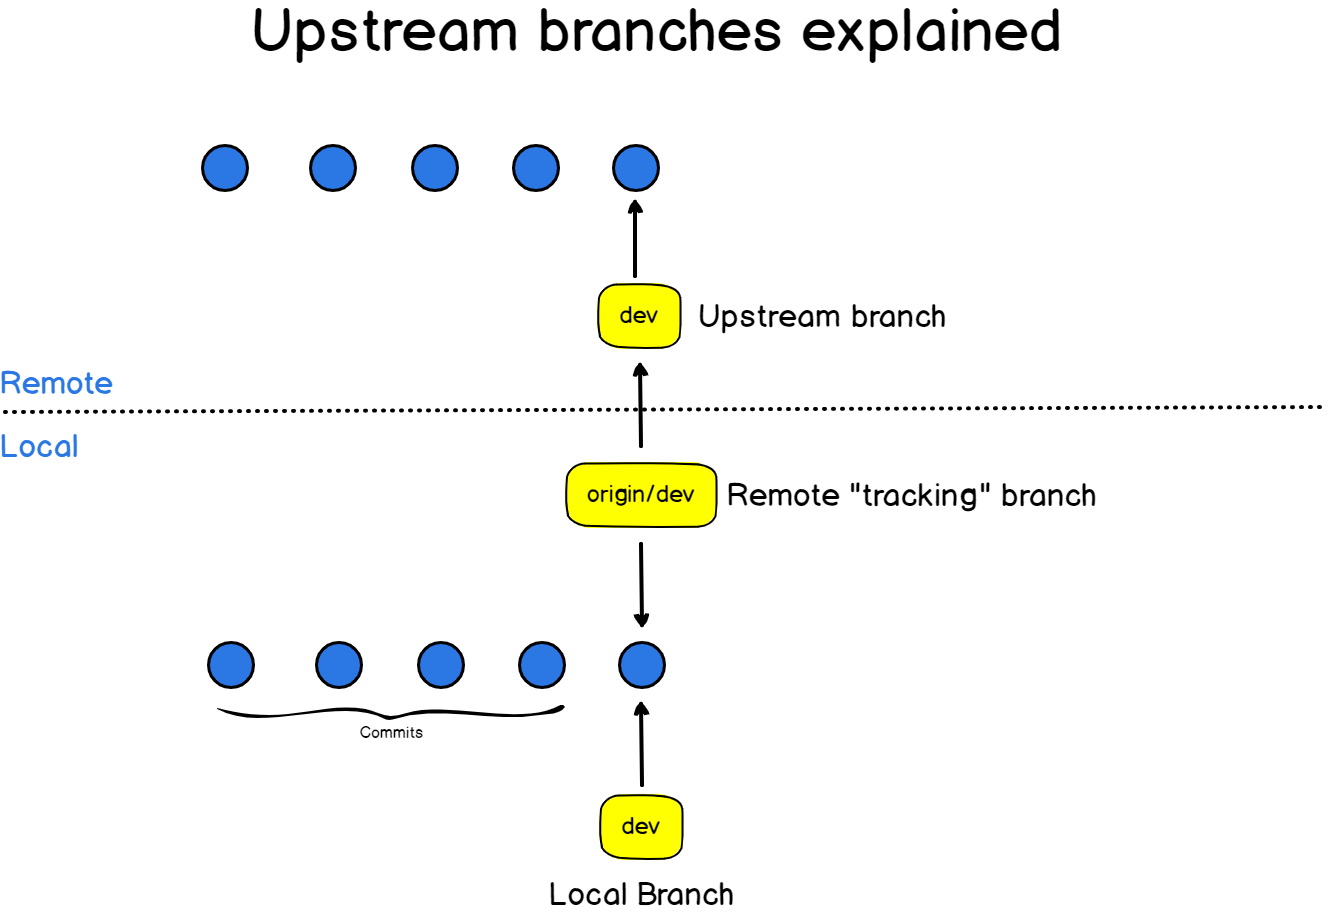 Upstream branches explained
dev
Upstream branch
Remote
Local
origin/dev
Remote "tracking" branch
Commits
dev
Local Branch